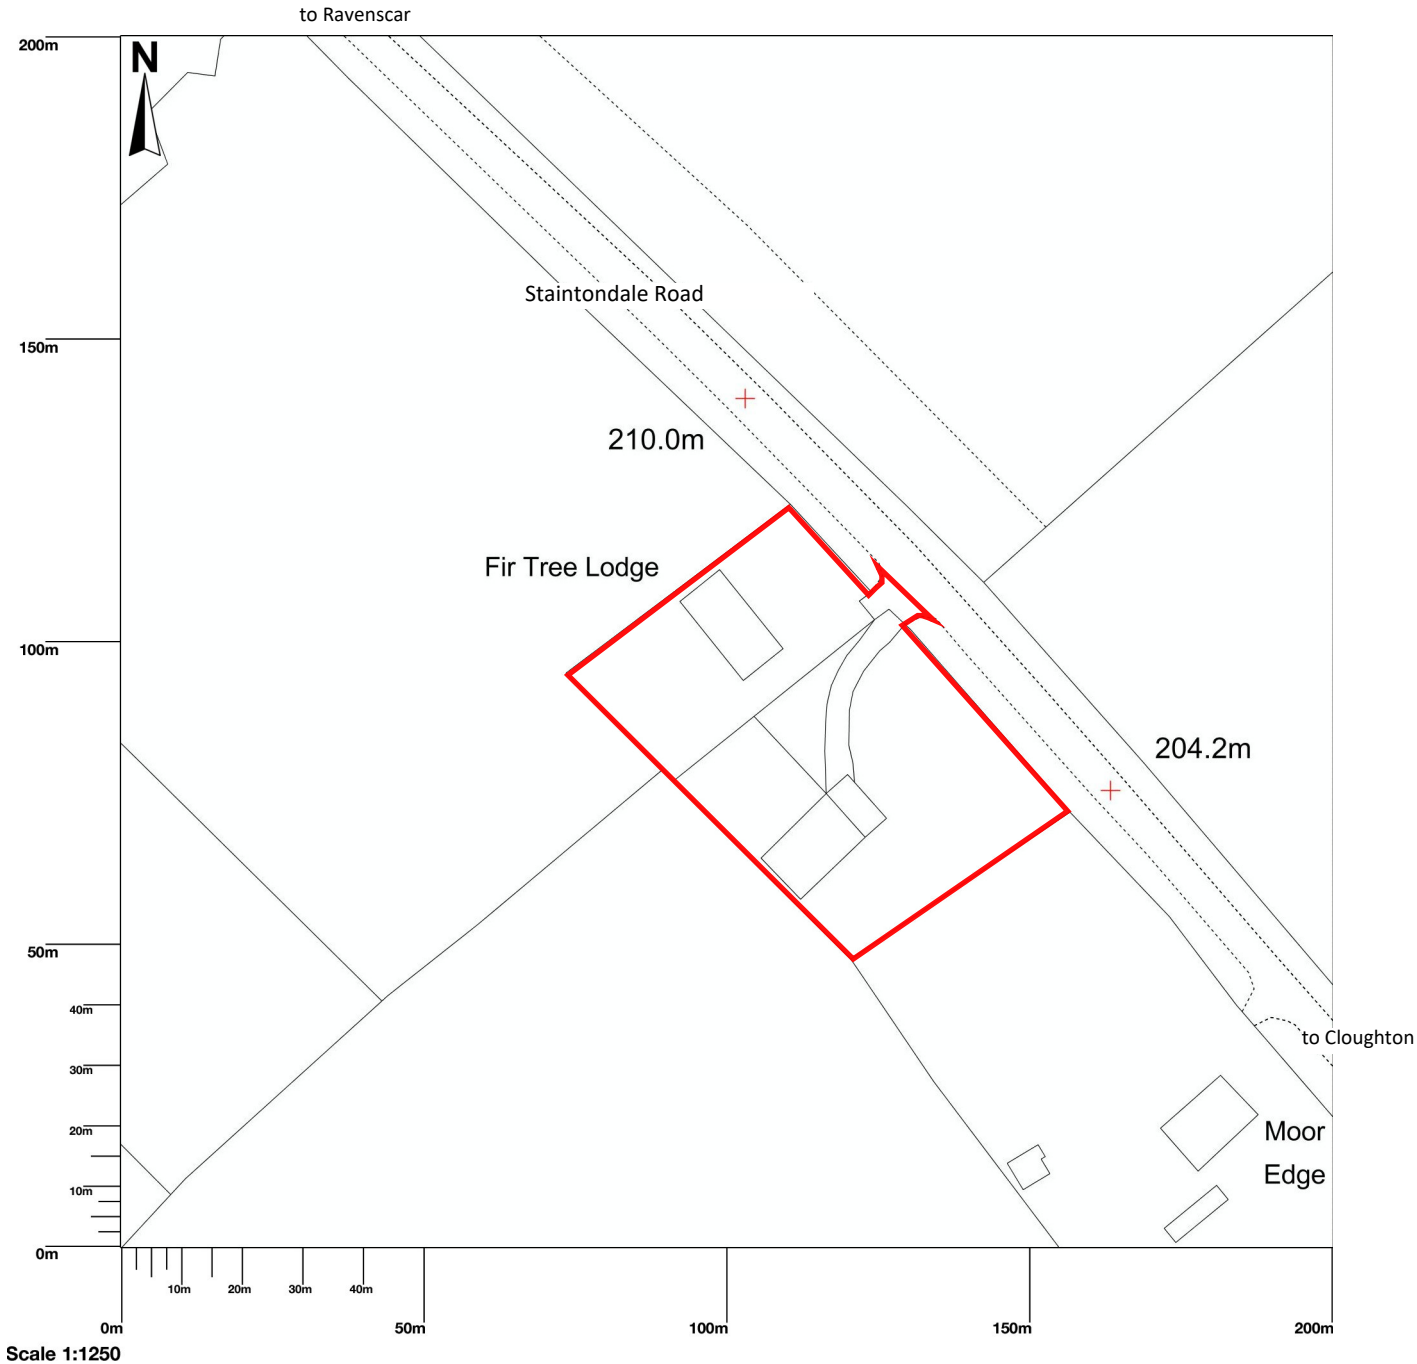 to Ravenscar
200m
N
Staintondale Road
150m
210.0m
Fir Tree Lodge
100m
204.2m
50m
40m
to Cloughton
30m
20m
Moor
Edge
10m
0m
10m 20m 30m 40m
0m 50m 100m 150m 200m
Scale 1:1250